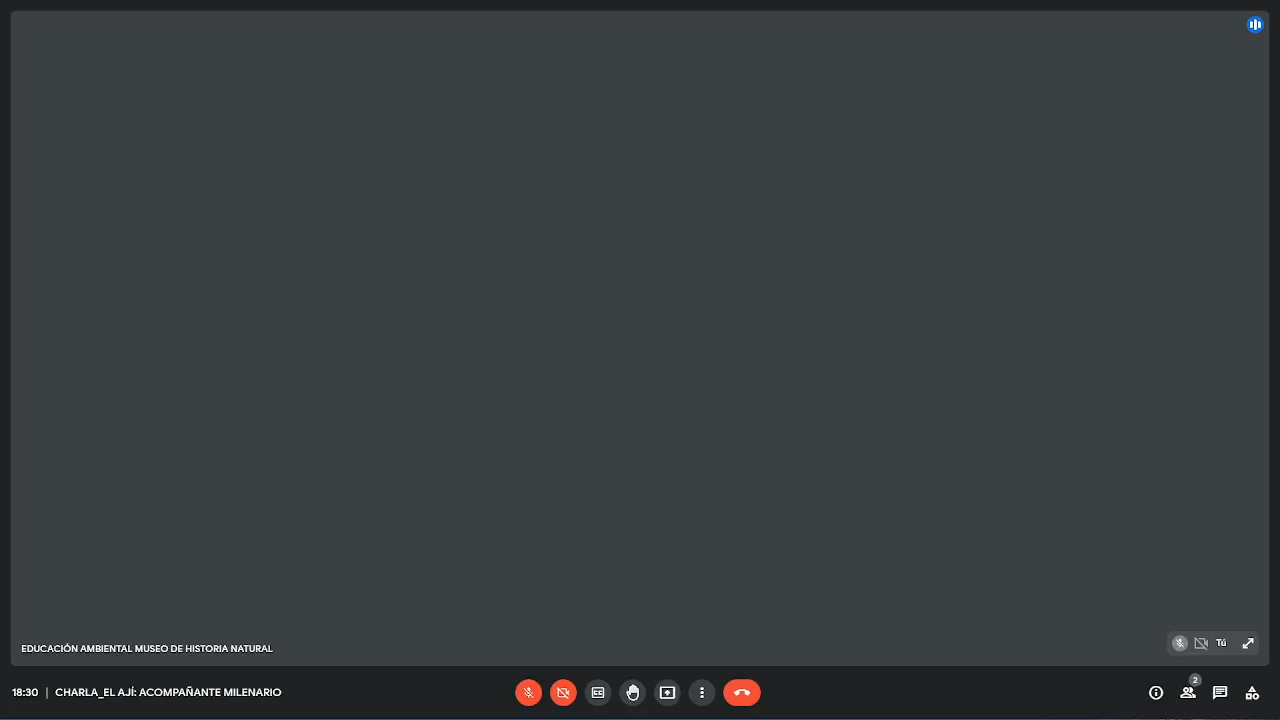 EDUCACIÓN AMBIENTAL MUSEO DE HISTORIA NATURAL
Tú
18:30 | CHARLA_EL AJÍ: ACOMPAÑANTE MILENARIO
2